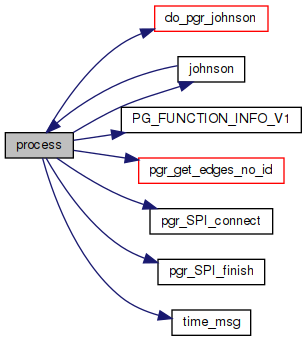 do_pgr_johnson
johnson
PG_FUNCTION_INFO_V1
process
pgr_get_edges_no_id
pgr_SPI_connect
pgr_SPI_finish
time_msg